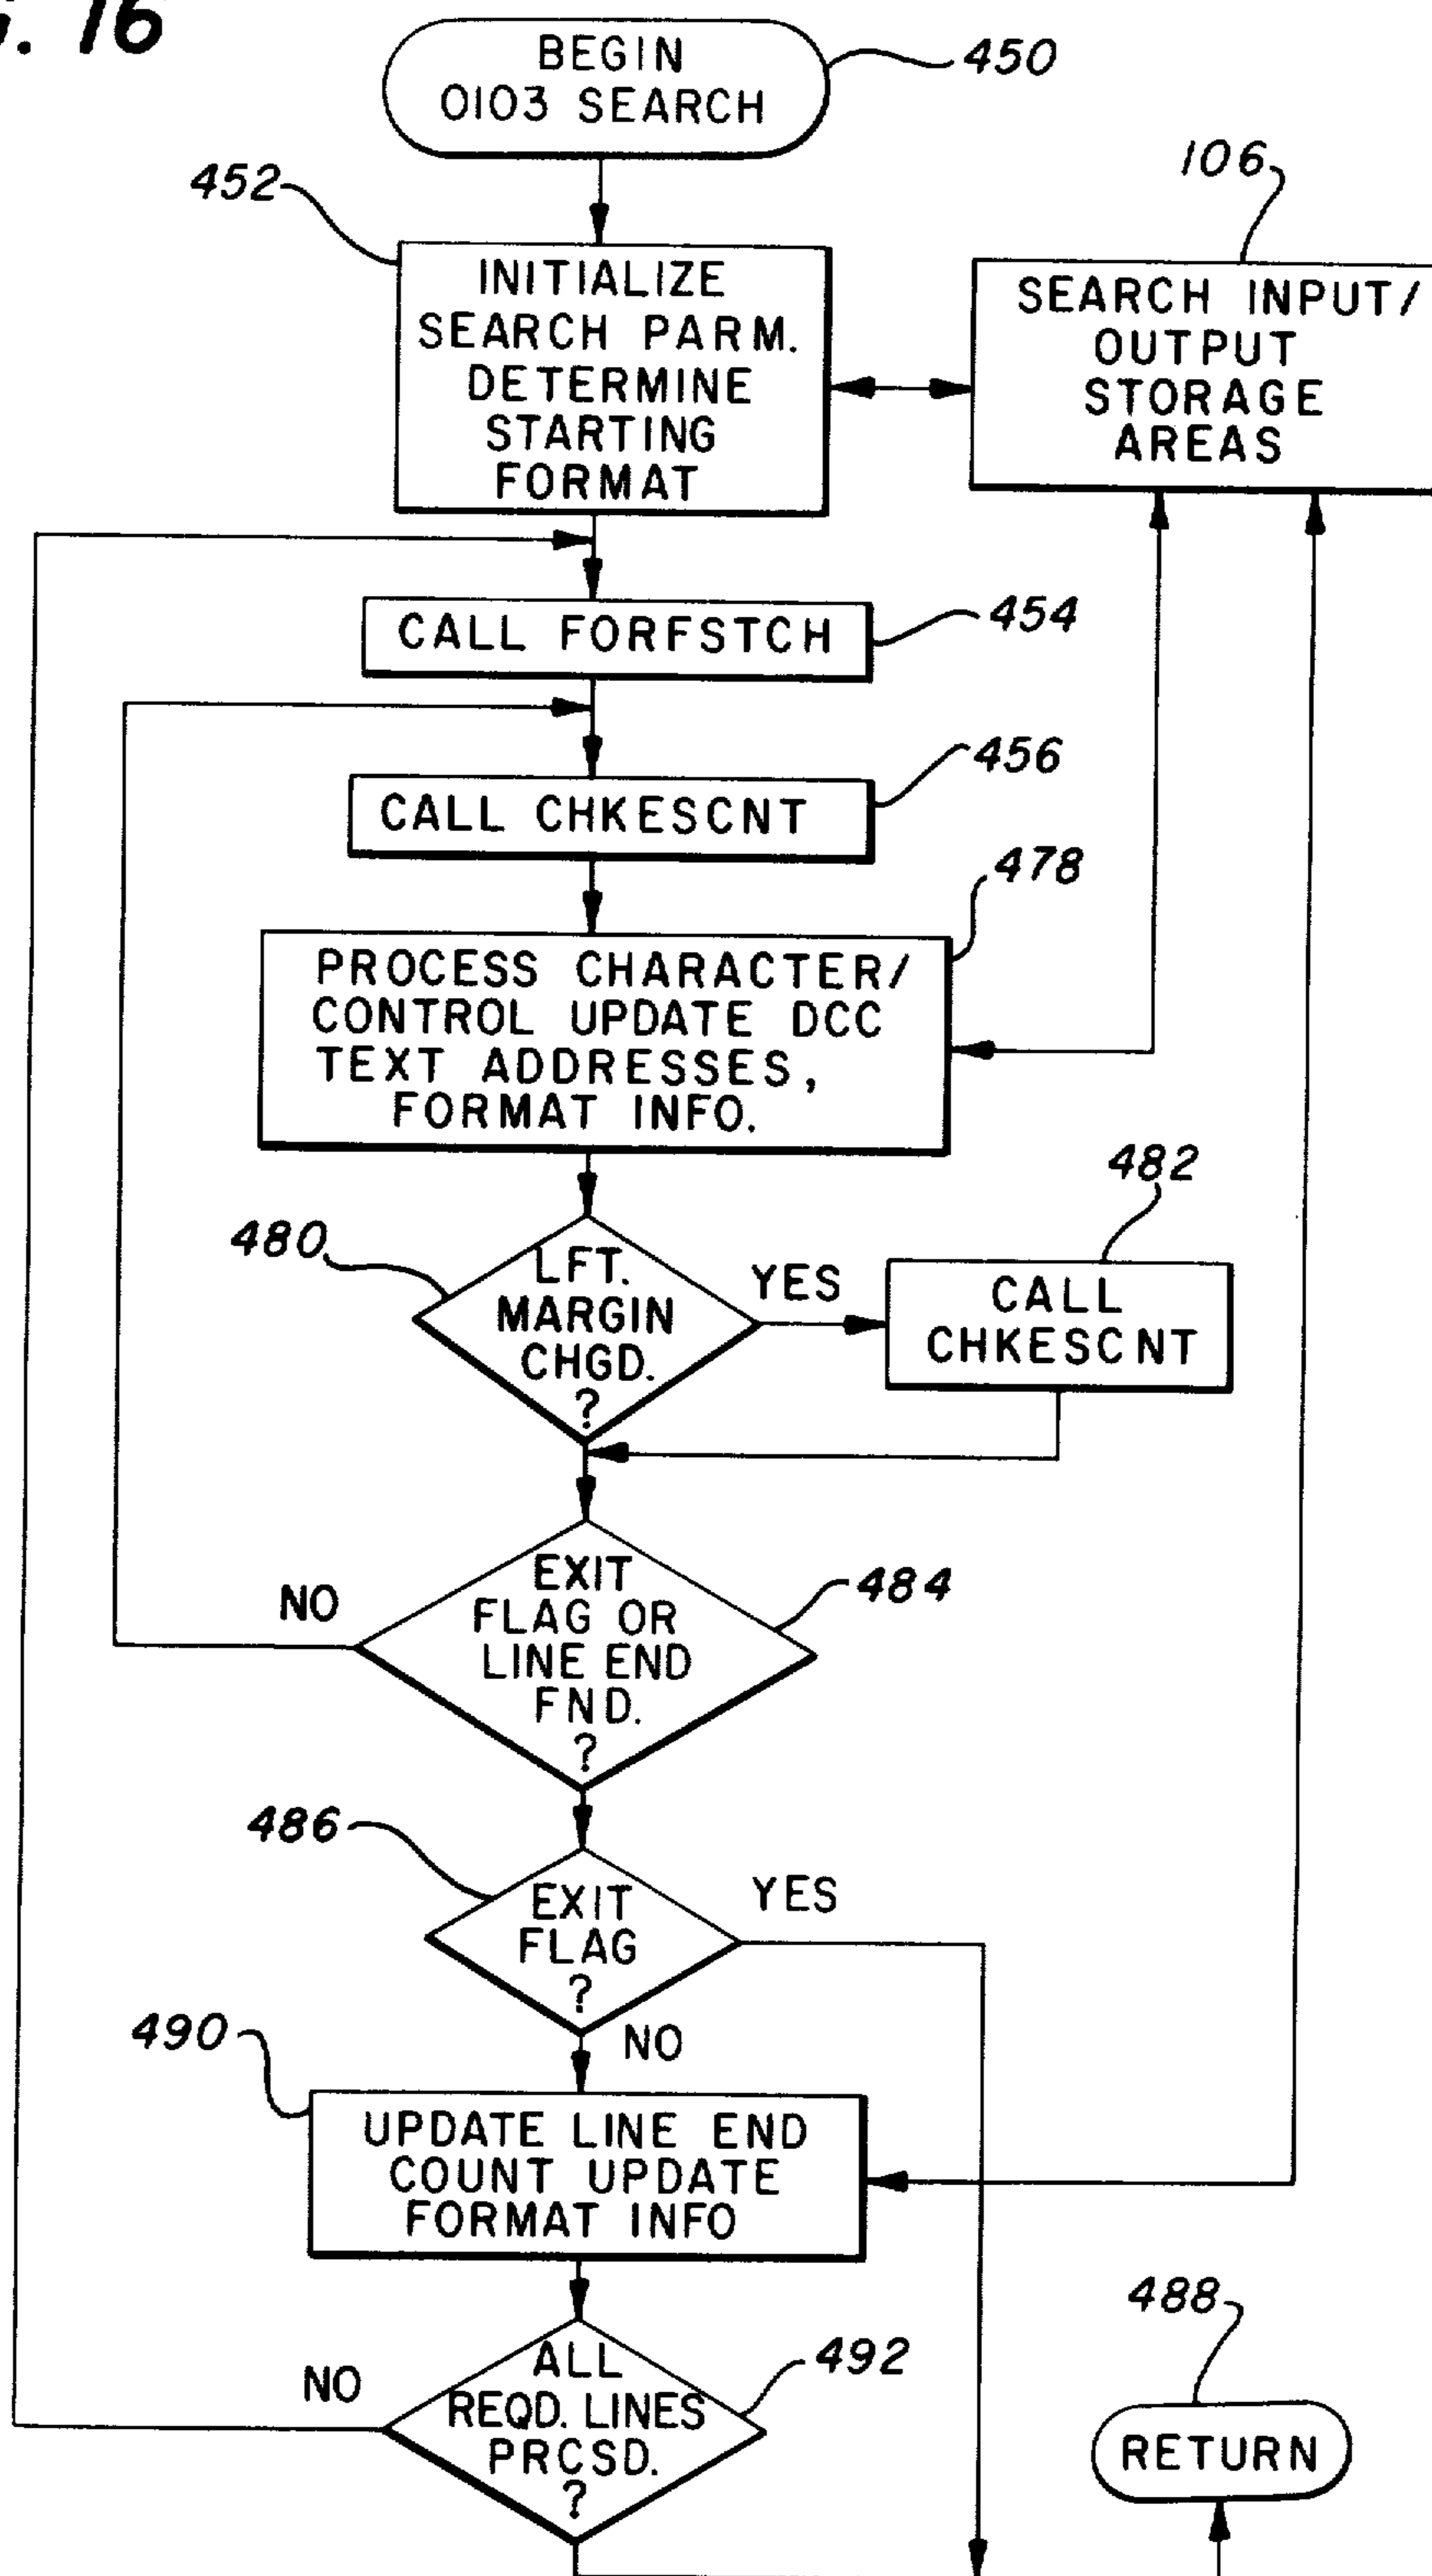 G. 16
BEGIN
0103 SEARCH
450
452
INITIALIZE
SEARCH PARM.
DETERMINE
STARTING
FORMAT
106
SEARCH INPUT/
OUTPUT
STORAGE
AREAS
CALL FORFSTCH
454
CALL CHKESCNT
456
478
PROCESS CHARACTER/
CONTROL UPDATE DCC
TEXT ADDRESSES,
FORMAT INFO.
480
LFT.
MARGIN
CHGD.
?
YES
482
CALL
CHKESCNT
NO
EXIT
FLAG OR
LINE END
FND.
?
484
486
EXIT
FLAG
?
YES
NO
490
UPDATE LINE END
COUNT UPDATE
FORMAT INFO
NO
ALL
REQD. LINES
PRCSD.
?
492
488
RETURN